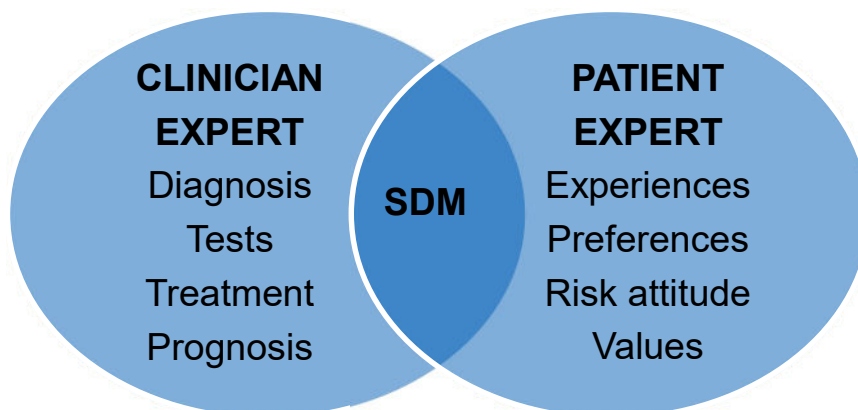 CLINICIAN
EXPERT
Diagnosis
Tests
Treatment
Prognosis
SDM
PATIENT
EXPERT
Experiences
Preferences
Risk attitude
Values